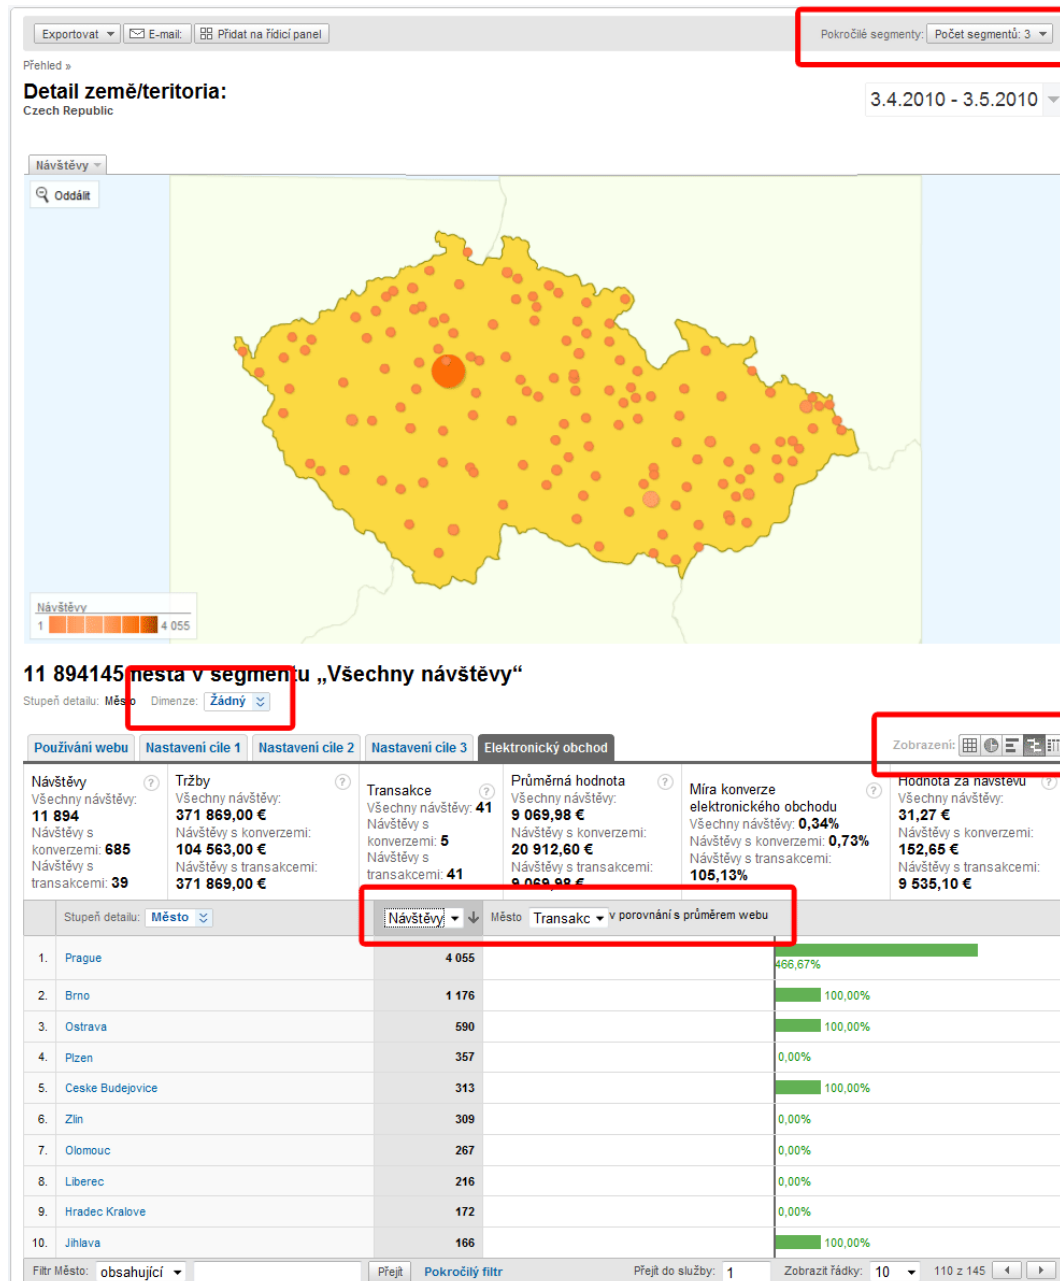 Exportovat E-mail: Přidat na řídicí panel Pokročilé segmenty: Počet segmentů: 3
Přehled »
Detail země/teritoria:
Czech Republic
3.4.2010 - 3.5.2010
Návštěvy
Oddálit
Návštěvy
1 4 055
11 894145 města v segmentu „Všechny návštěvy“
Stupeň detailu: Město Dimenze: Žádný
Používání webu Nastavení cíle 1 Nastavení cíle 2 Nastavení cíle 3 Elektronický obchod Zobrazení:
Návštěvy
Všechny návštěvy:
11 894
Návštěvy s
konverzemi: 685
Návštěvy s
transakcemi: 39
Tržby
Všechny návštěvy:
371 869,00 €
Návštěvy s konverzemi:
104 563,00 €
Návštěvy s transakcemi:
371 869,00 €
Transakce
Všechny návštěvy: 41
Návštěvy s
konverzemi: 5
Návštěvy s
transakcemi: 41
Průměrná hodnota
Všechny návštěvy:
9 069,98 €
Návštěvy s konverzemi:
20 912,60 €
Návštěvy s transakcemi:
9 069,98 €
Míra konverze
elektronického obchodu
Všechny návštěvy: 0,34%
Návštěvy s konverzemi: 0,73%
Návštěvy s transakcemi:
105,13%
Hodnota za návštěvu
Všechny návštěvy:
31,27 €
Návštěvy s konverzemi:
152,65 €
Návštěvy s transakcemi:
9 535,10 €
Stupeň detailu: Město Návštěvy Město Transakc v porovnání s průměrem webu
1. Prague 4 055 466,67%
2. Brno 1 176 100,00%
3. Ostrava 590 100,00%
4. Plzen 357 0,00%
5. Ceske Budejovice 313 100,00%
6. Zlin 309 0,00%
7. Olomouc 267 0,00%
8. Liberec 216 0,00%
9. Hradec Kralove 172 0,00%
10. Jihlava 166 100,00%
Filtr Město: obsahující Přejít Pokročilý filtr Přejít do služby: 1 Zobrazit řádky: 10 110 z 145